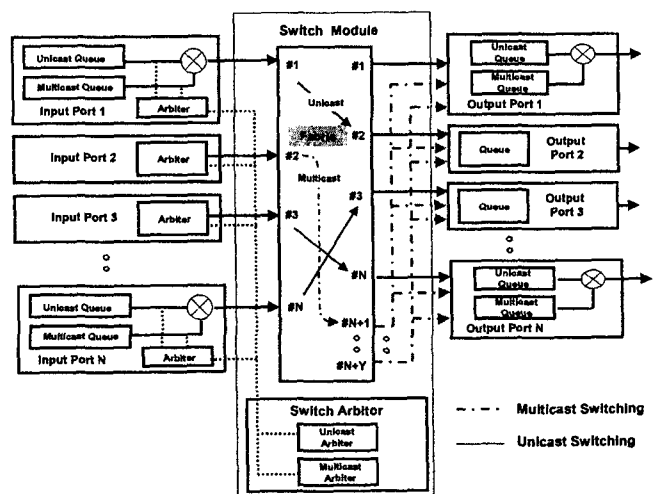 Switch Module
Unicast Queue
Multicast Queue
Arbiter
Input Port 1
Input Port 2
Arbiter
Input Port 3
Arbiter
Unicast Queue
Multicast Queue
Arbiter
Input Port N
#1
#2
#3
#N
Unicast
Fabric
Multicast
#1
#2
#3
#N
#N+1
#N+Y
Switch Arbitor
Unicast
Arbiter
Multicast
Arbiter
Unicast
Queue
Multicast
Queue
Output Port 1
Queue
Output
Port 2
Queue
Output
Port 3
Unicast
Queue
Multicast
Queue
Output Port N
Multicast Switching
Unicast Switching